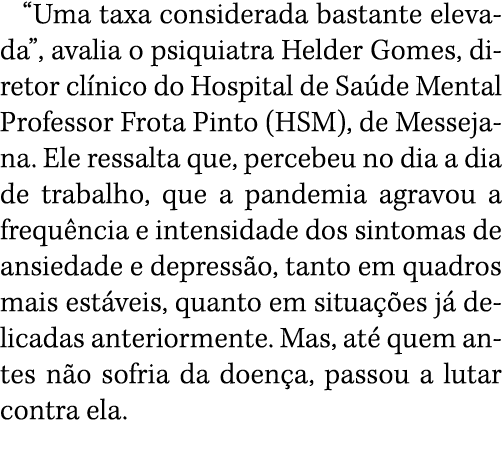 “Uma taxa considerada bastante eleva-
da”, avalia o psiquiatra Helder Gomes, di-
retor clínico do Hospital de Saúde Mental
Professor Frota Pinto (HSM), de Messeja-
na. Ele ressalta que, percebeu no dia a dia
de trabalho, que a pandemia agravou a
frequência e intensidade dos sintomas de
ansiedade e depressão, tanto em quadros
mais estáveis, quanto em situações já de-
licadas anteriormente. Mas, até quem an-
tes não sofria da doença, passou a lutar
contra ela.